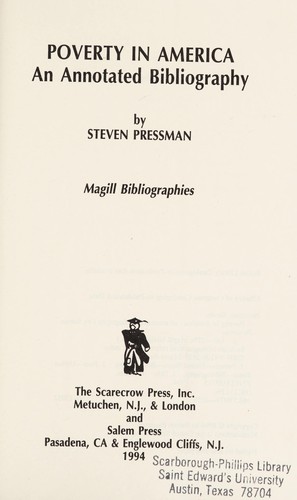 POVERTY IN AMERICA
An Annotated Bibliography
by
STEVEN PRESSMAN
Magill Bibliographies
The Scarecrow Press, Inc.
Metuchen, N.J., & London
and
Salem Press
Pasadena, CA & Englewood Cliffs, N.J.
1994
Scarborough-Phillips Library
Saint Edward's University
Austin, Texas 78704